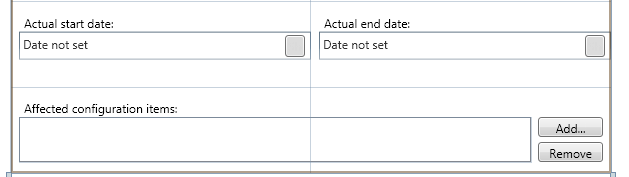 Actual start date:
Actual end date:
Date not set
Date not set
Affected configuration items:
Add...
Remove